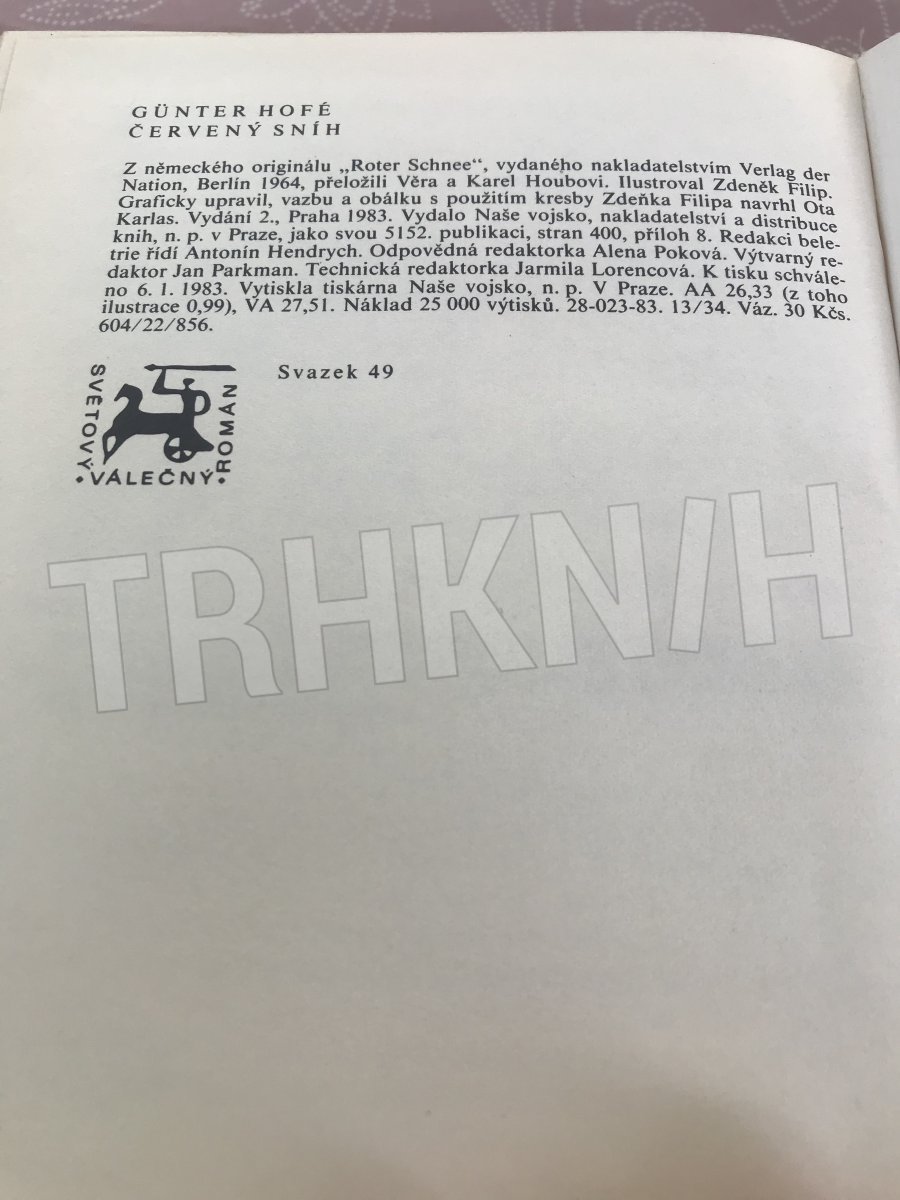 GÜNTER HOFÉ
ČERVENÝ SNÍH
Z německého originálu „Roter Schnee“, vydaného nakladatelstvím Verlag der
Nation, Berlín 1964, přeložili Věra a Karel Houbovi. Ilustroval Zdeněk Filip.
Graficky upravil, vazbu a obálku s použitím kresby Zdeňka Filipa navrhl Ota
Karlas. Vydání 2., Praha 1983. Vydalo Naše vojsko, nakladatelství a distribuce
knih, n. p. v Praze, jako svou 5152. publikaci, stran 400, příloh 8. Redakci bele-
trie řídí Antonín Hendrych. Odpovědná redaktorka Alena Poková. Výtvarný re-
daktor Jan Parkman. Technická redaktorka Jarmila Lorencová. K tisku schvále-
no 6. 1. 1983. Vytiskla tiskárna Naše vojsko, n. p. V Praze. AA 26,33 (z toho
ilustrace 0,99), VA 27,51. Náklad 25 000 výtisků. 28-023-83. 13/34. Váz. 30 Kčs.
604/22/856.
Svazek 49
SVĚTOVÝ
•VÁLEČNÝ•
ROMÁN
TRHKNIH